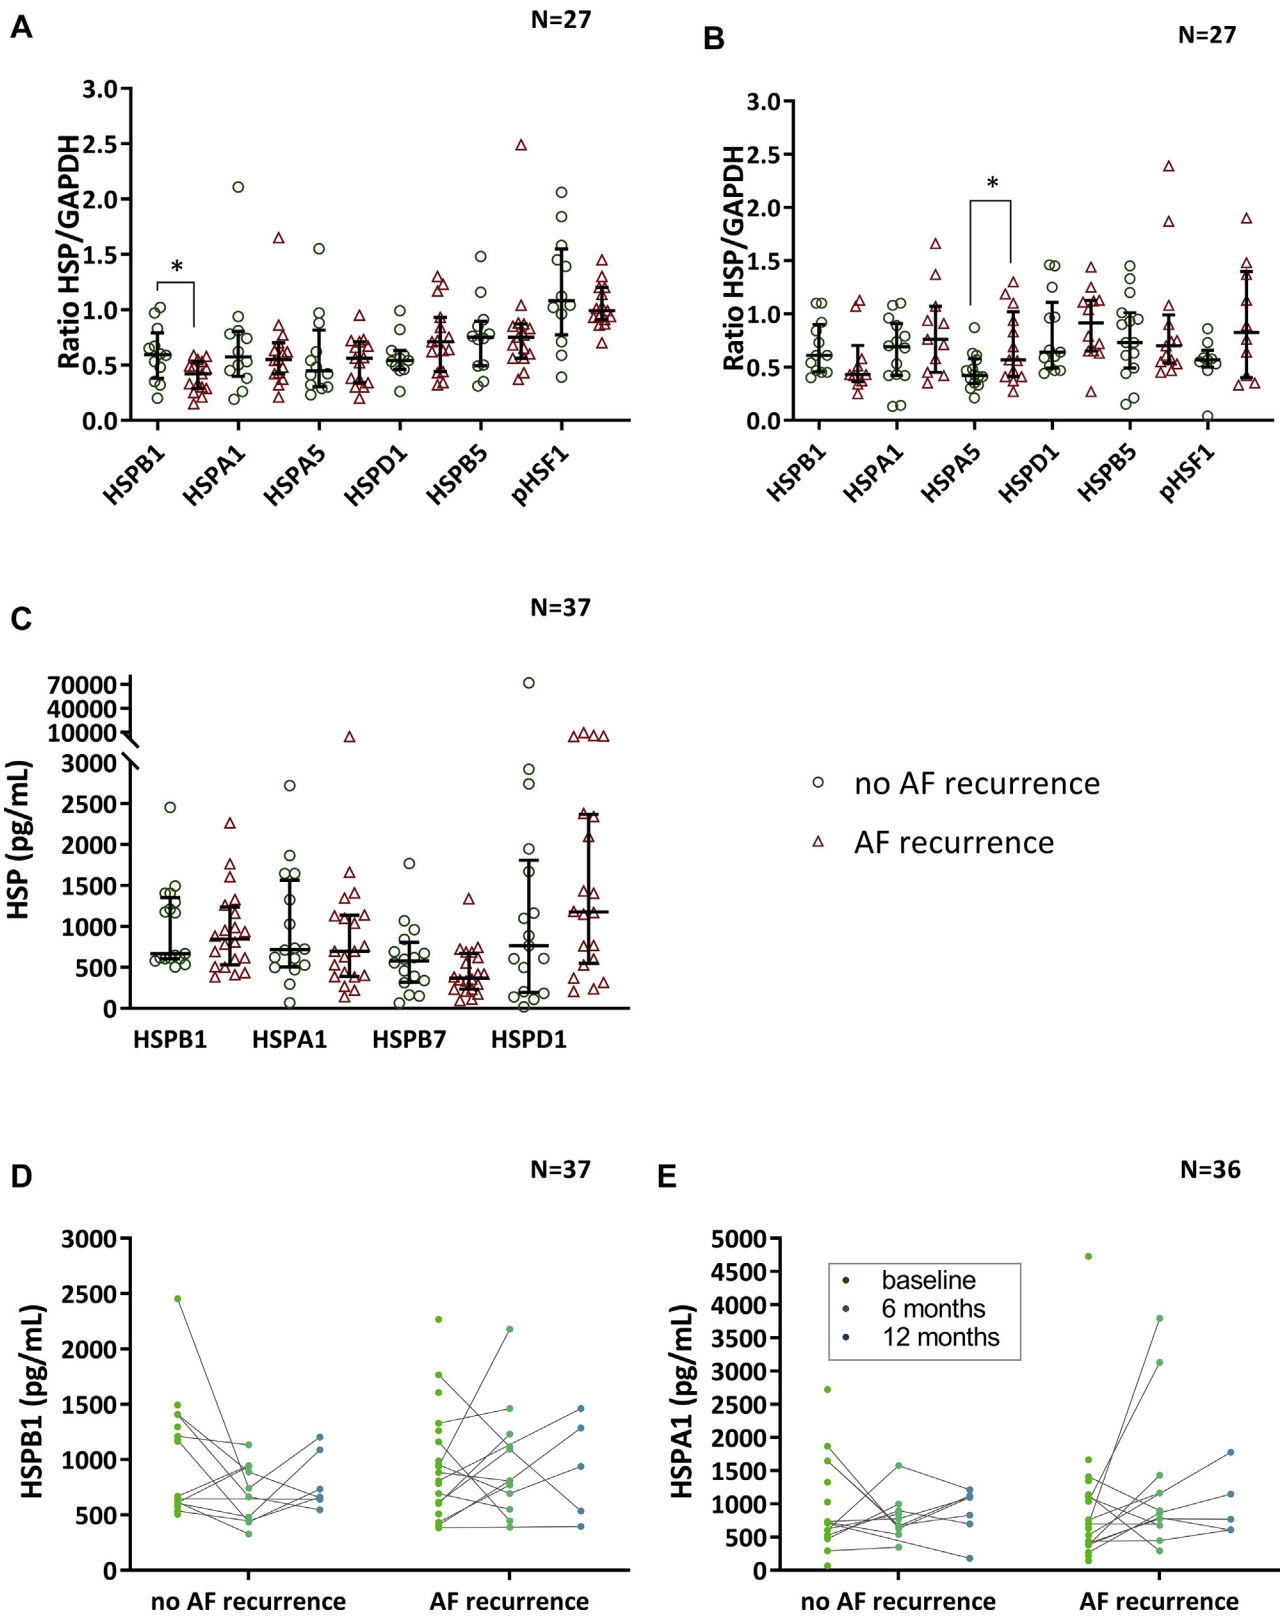 A
N=27
Ratio HSP/GAPDH
3.0
2.5
2.0
1.5
1.0
0.5
0.0
*
HSPB1
HSPA1
HSPA5
HSPD1
HSPB5
pHSF1
B
N=27
Ratio HSP/GAPDH
3.0
2.5
2.0
1.5
1.0
0.5
0.0
*
HSPB1
HSPA1
HSPA5
HSPD1
HSPB5
pHSF1
C
N=37
HSP (pg/mL)
70000
40000
10000
3000
2500
2000
1500
1000
500
0
HSPB1
HSPA1
HSPB7
HSPD1
no AF recurrence
AF recurrence
D
N=37
HSPB1 (pg/mL)
3000
2500
2000
1500
1000
500
0
no AF recurrence
AF recurrence
E
N=36
HSPA1 (pg/mL)
5000
4500
4000
3500
3000
2500
2000
1500
1000
500
0
baseline
6 months
12 months
no AF recurrence
AF recurrence